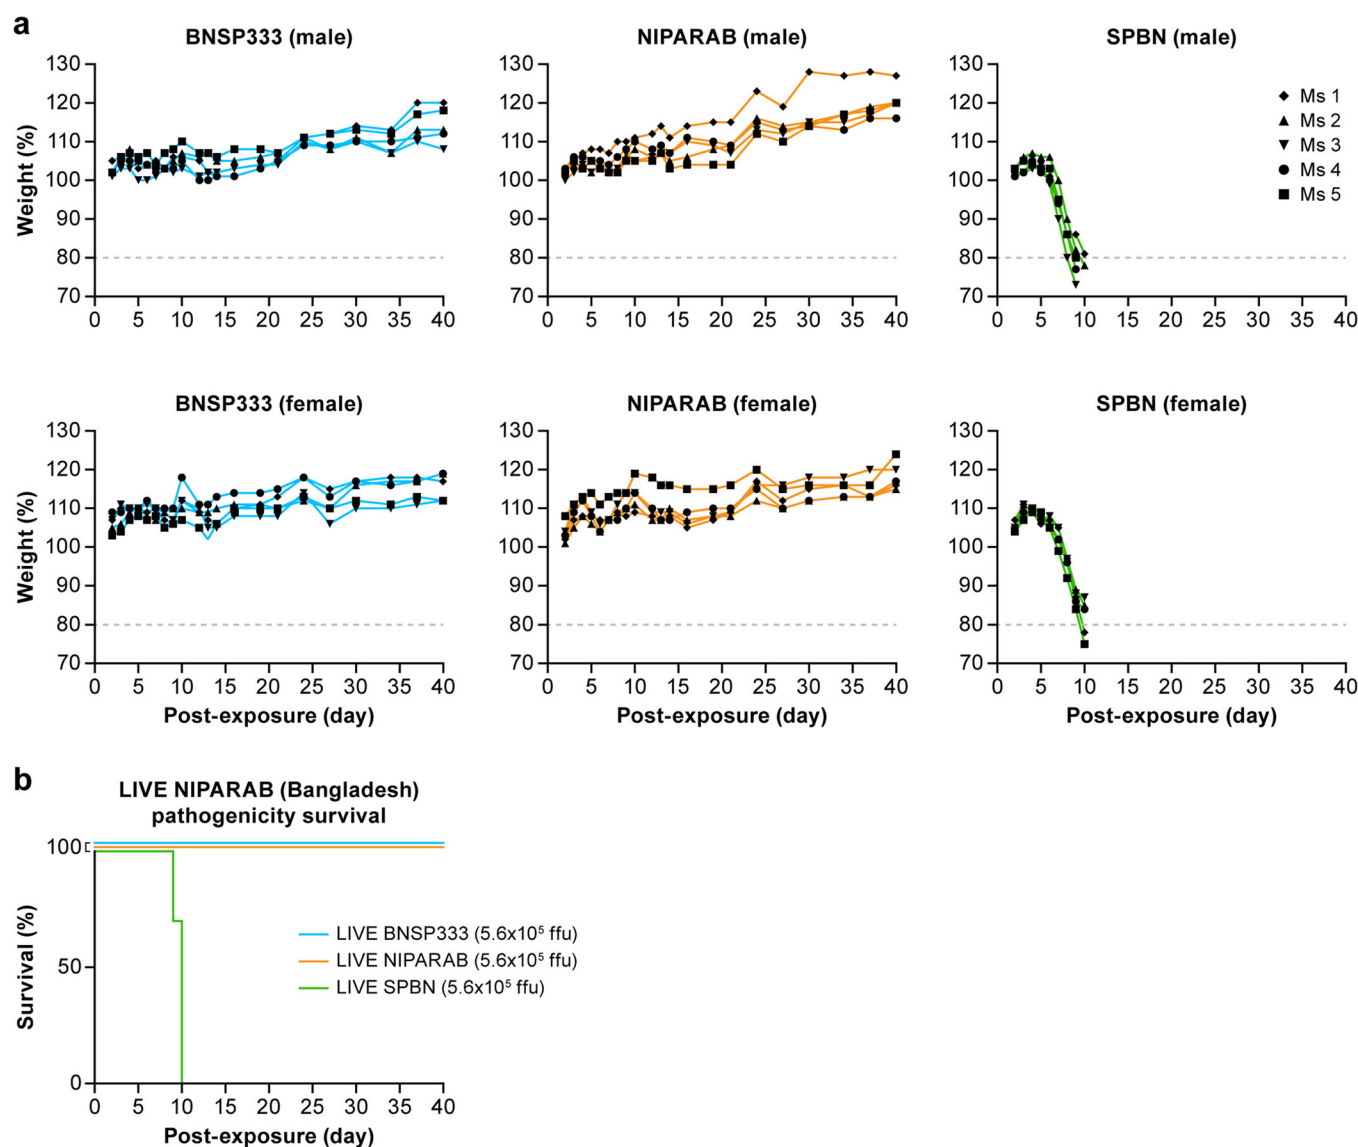 a
BNSP333 (male)
NIPARAB (male)
SPBN (male)
Weight (%)
130
120
110
100
90
80
70
0 5 10 15 20 25 30 35 40
130
120
110
100
90
80
70
0 5 10 15 20 25 30 35 40
130
120
110
100
90
80
70
0 5 10 15 20 25 30 35 40
Ms 1
Ms 2
Ms 3
Ms 4
Ms 5
BNSP333 (female)
NIPARAB (female)
SPBN (female)
Weight (%)
130
120
110
100
90
80
70
0 5 10 15 20 25 30 35 40
Post-exposure (day)
130
120
110
100
90
80
70
0 5 10 15 20 25 30 35 40
Post-exposure (day)
130
120
110
100
90
80
70
0 5 10 15 20 25 30 35 40
Post-exposure (day)
b
LIVE NIPARAB (Bangladesh)
pathogenicity survival
Survival (%)
100
50
0
LIVE BNSP333 (5.6x10⁵ ffu)
LIVE NIPARAB (5.6x10⁵ ffu)
LIVE SPBN (5.6x10⁵ ffu)
0 5 10 15 20 25 30 35 40
Post-exposure (day)